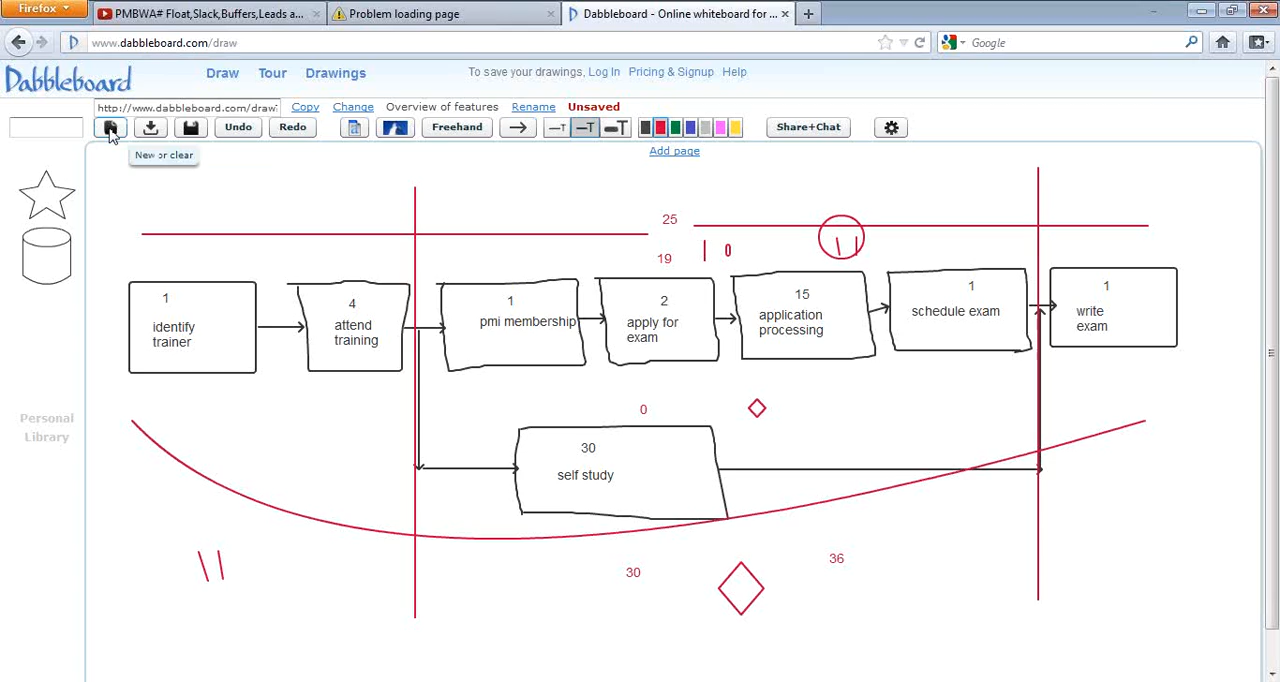 Firefox
PMBWA# Float,Slack,Buffers,Leads a...
Problem loading page
Dabbleboard - Online whiteboard for ...
www.dabbleboard.com/draw
Google
Dabbleboard
Draw
Tour
Drawings
To save your drawings, Log In
Pricing & Signup
Help
http://www.dabbleboard.com/draw
Copy
Change
Overview of features
Rename
Unsaved
Undo
Redo
Freehand
T
T
T
Share+Chat
New or clear
Add page
25
19
0
1
identify
trainer
4
attend
training
1
pmi membership
2
apply for
exam
15
application
processing
1
schedule exam
1
write
exam
0
30
self study
Personal
Library
30
36